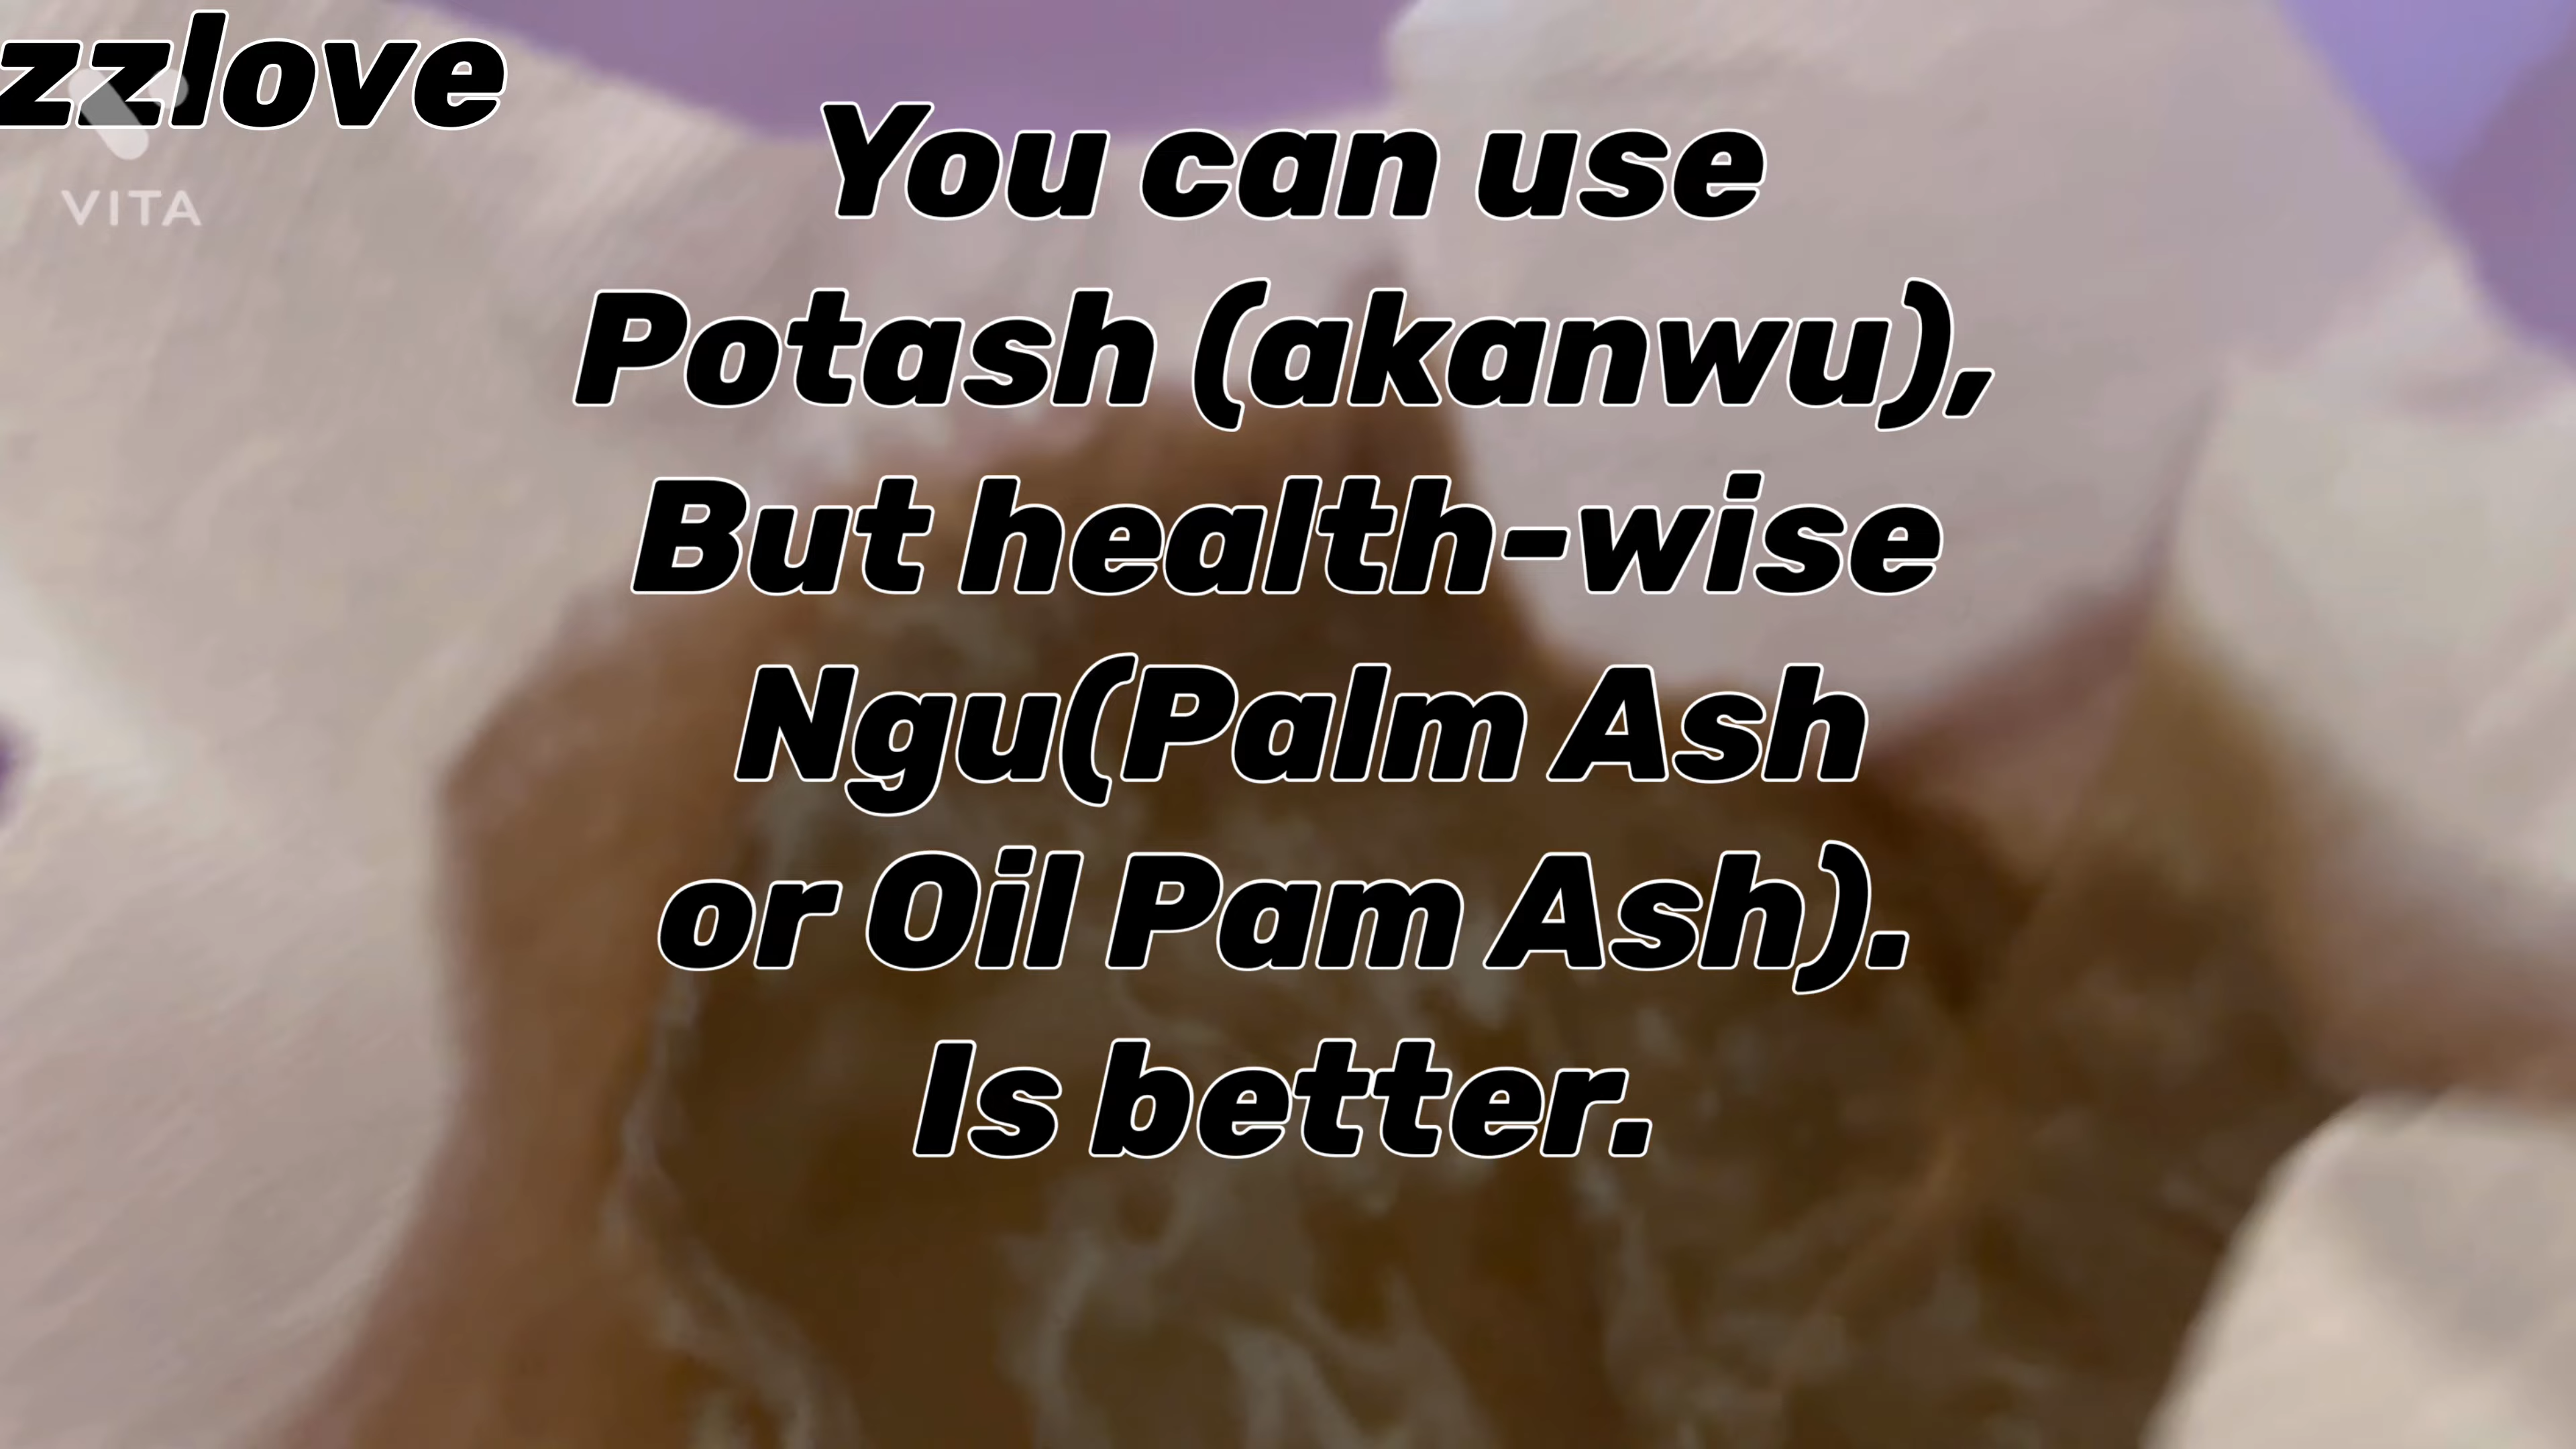 zzlove
VITA
You can use
Potash (akanwu),
But health-wise
Ngu(Palm Ash
or Oil Pam Ash).
Is better.